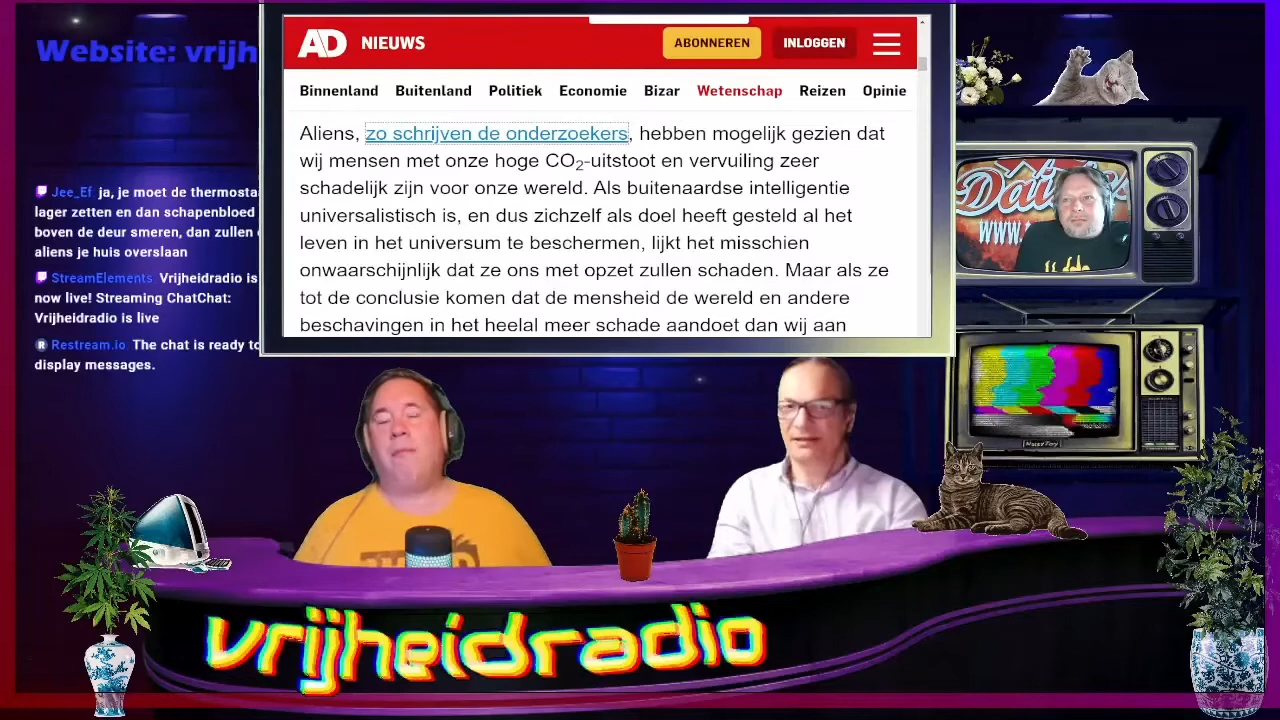 Website: vrijh
AD NIEUWS
ABONNEREN
INLOGGEN
Binnenland Buitenland Politiek Economie Bizar Wetenschap Reizen Opinie
Aliens, zo schrijven de onderzoekers, hebben mogelijk gezien dat
wij mensen met onze hoge CO₂-uitstoot en vervuiling zeer
schadelijk zijn voor onze wereld. Als buitenaardse intelligentie
universalistisch is, en dus zichzelf als doel heeft gesteld al het
leven in het universum te beschermen, lijkt het misschien
onwaarschijnlijk dat ze ons met opzet zullen schaden. Maar als ze
tot de conclusie komen dat de mensheid de wereld en andere
beschavingen in het heelal meer schade aandoet dan wij aan
Jee_Ef: ja, je moet de thermosta
lager zetten en dan schapenbloed
boven de deur smeren, dan zullen
aliens je huis overslaan
StreamElements: Vrijheidradio is
now live! Streaming ChatChat:
Vrijheidradio is live
Restream.io: The chat is ready to
display messages.
WWW.
vrijheidradio